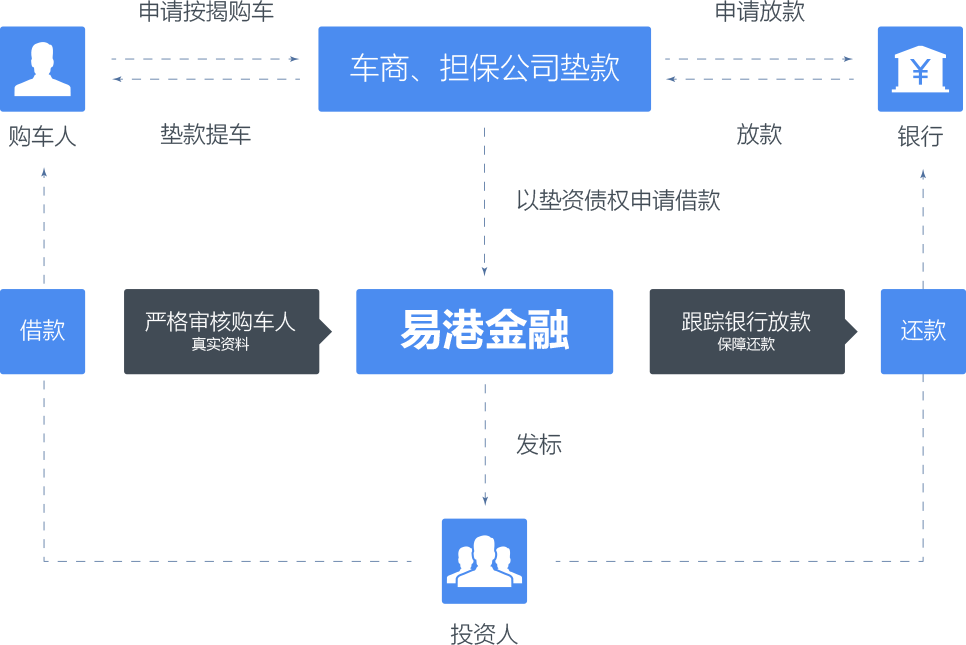 申请按揭购车
申请放款
车商、担保公司垫款
¥
购车人
垫款提车
放款
银行
以垫资债权申请借款
借款
严格审核购车人
真实资料
易港金融
跟踪银行放款
保障还款
还款
发标
投资人